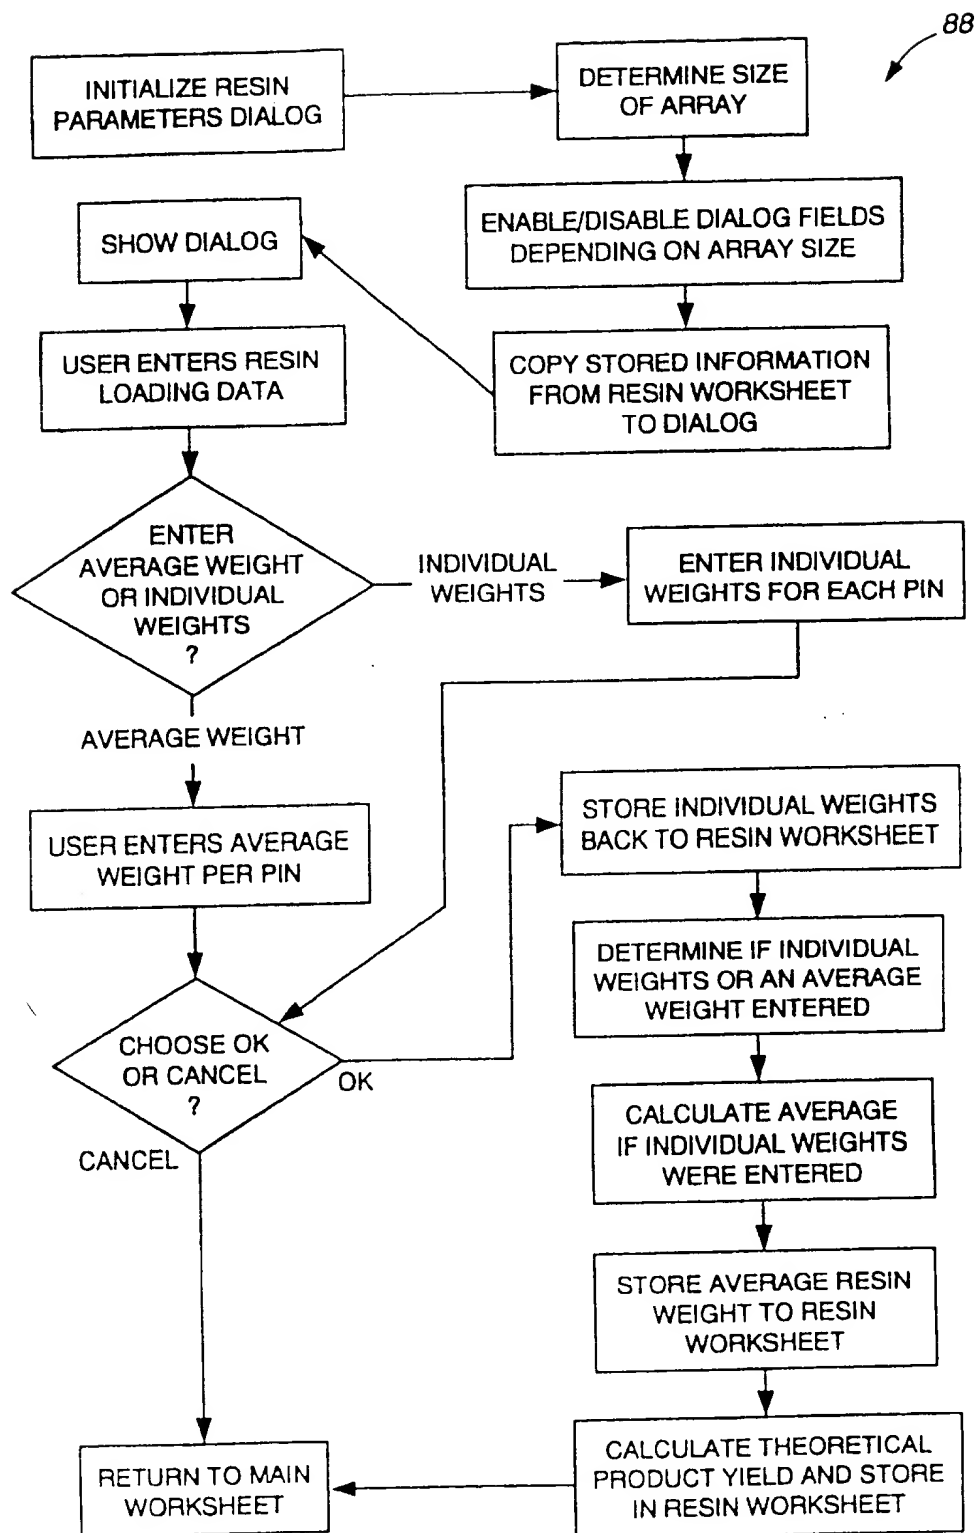 88
INITIALIZE RESIN
PARAMETERS DIALOG
DETERMINE SIZE
OF ARRAY
ENABLE/DISABLE DIALOG FIELDS
DEPENDING ON ARRAY SIZE
COPY STORED INFORMATION
FROM RESIN WORKSHEET
TO DIALOG
SHOW DIALOG
USER ENTERS RESIN
LOADING DATA
ENTER
AVERAGE WEIGHT
OR INDIVIDUAL
WEIGHTS
?
INDIVIDUAL
WEIGHTS
ENTER INDIVIDUAL
WEIGHTS FOR EACH PIN
AVERAGE WEIGHT
USER ENTERS AVERAGE
WEIGHT PER PIN
CHOOSE OK
OR CANCEL
?
OK
CANCEL
STORE INDIVIDUAL WEIGHTS
BACK TO RESIN WORKSHEET
DETERMINE IF INDIVIDUAL
WEIGHTS OR AN AVERAGE
WEIGHT ENTERED
CALCULATE AVERAGE
IF INDIVIDUAL WEIGHTS
WERE ENTERED
STORE AVERAGE RESIN
WEIGHT TO RESIN
WORKSHEET
CALCULATE THEORETICAL
PRODUCT YIELD AND STORE
IN RESIN WORKSHEET
RETURN TO MAIN
WORKSHEET